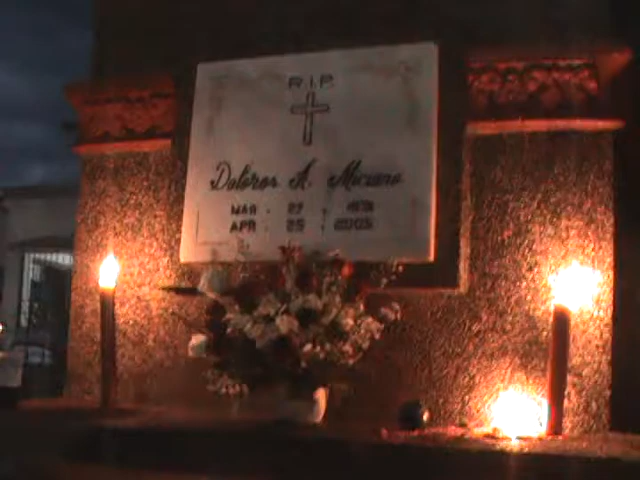 R.I.P.
Dolores A.
MAR . 27 ,
APR . 25 , 2005